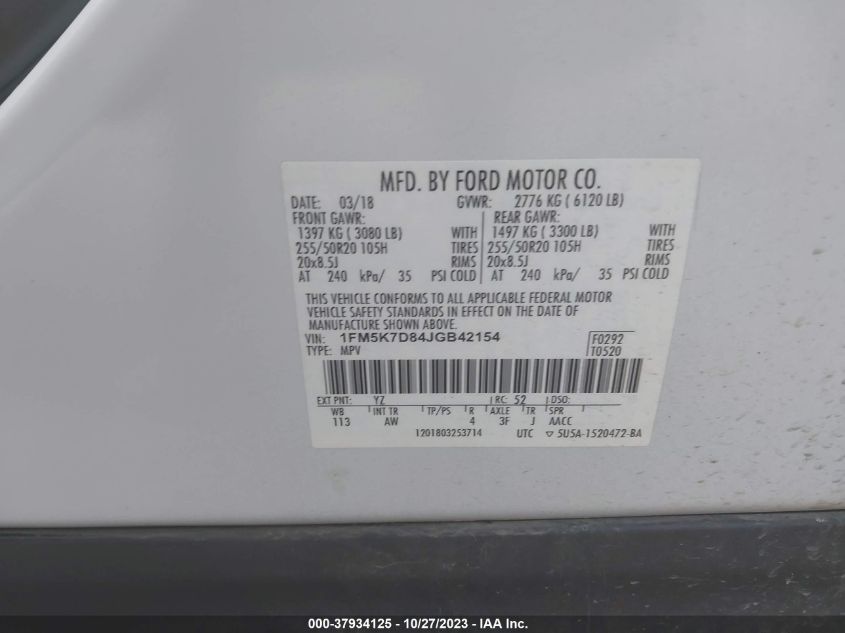 MFD. BY FORD MOTOR CO.
DATE: 03/18 GVWR: 2776 KG ( 6120 LB)
FRONT GAWR: REAR GAWR:
1397 KG ( 3080 LB) WITH 1497 KG ( 3300 LB) WITH
255/50R20 105H TIRES 255/50R20 105H TIRES
20x8.5J RIMS 20x8.5J RIMS
AT 240 kPa/ 35 PSI COLD AT 240 kPa/ 35 PSI COLD
THIS VEHICLE CONFORMS TO ALL APPLICABLE FEDERAL MOTOR
VEHICLE SAFETY STANDARDS IN EFFECT ON THE DATE OF
MANUFACTURE SHOWN ABOVE.
VIN: 1FM5K7D84JGB42154 F0292
TYPE: MPV T0520
EXT PNT: YZ RC: 52 DSO:
WB INT TR TP/PS R AXLE TR SPR
113 AW 4 3F J AACC
1201803253714 UTC ▽ 5U5A-1520472-BA
000-37934125 - 10/27/2023 - IAA Inc.